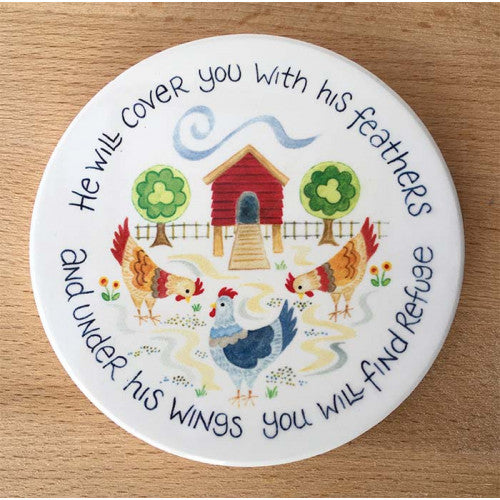 He will cover you with his feathers
and under his wings you will find Refuge